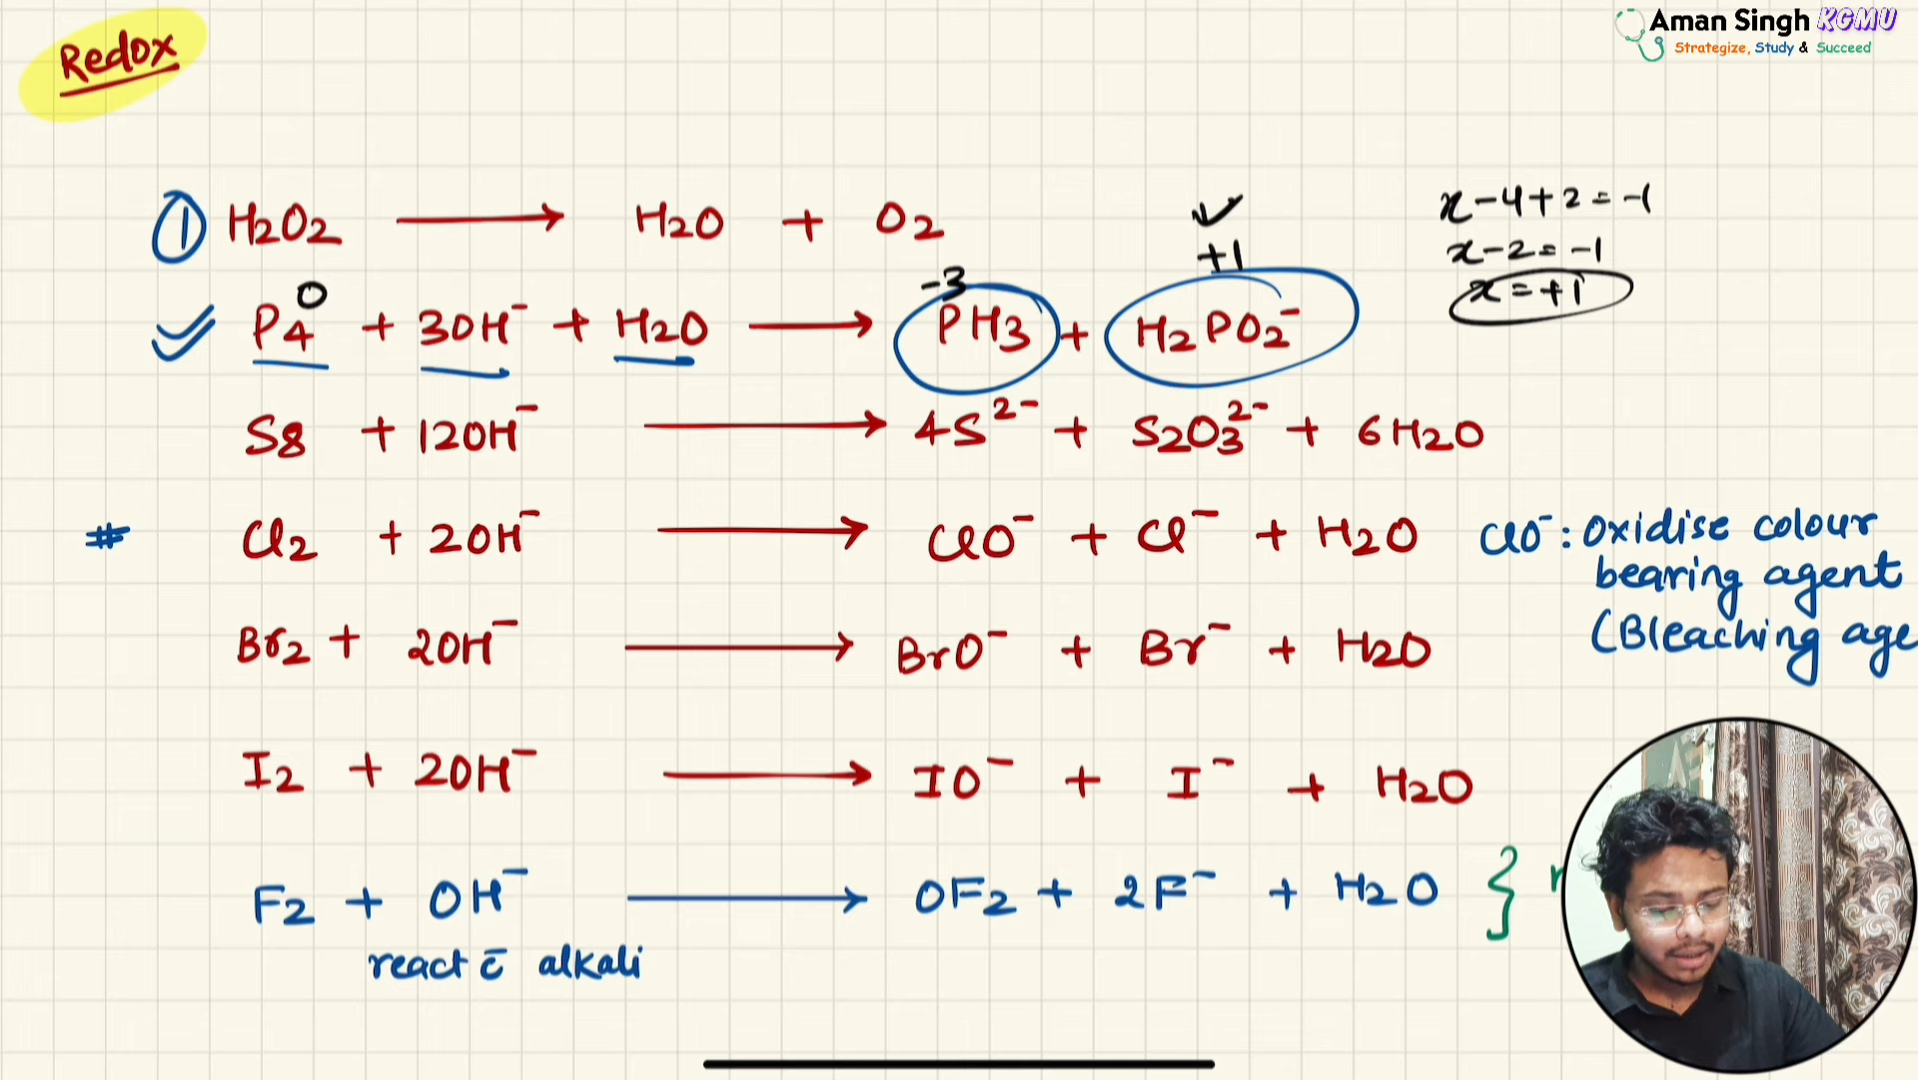 Aman Singh KGMU
Strategize, Study & Succeed
Redox
① H2O2 ⟶ H2O + O2
✓
x-4+2=-1
x-2=-1
x=+1
0 -3 +1
P4 + 3OH⁻ + H2O ⟶ PH3 + H2PO2⁻
S8 + 12OH⁻ ⟶ 4S²⁻ + S2O3²⁻ + 6H2O
# Cl2 + 2OH⁻ ⟶ ClO⁻ + Cl⁻ + H2O
ClO⁻ : Oxidise colour
bearing agent
(Bleaching age
Br2 + 2OH⁻ ⟶ BrO⁻ + Br⁻ + H2O
I2 + 2OH⁻ ⟶ IO⁻ + I⁻ + H2O
F2 + OH⁻ ⟶ OF2 + 2F⁻ + H2O }
react c̄ alkali